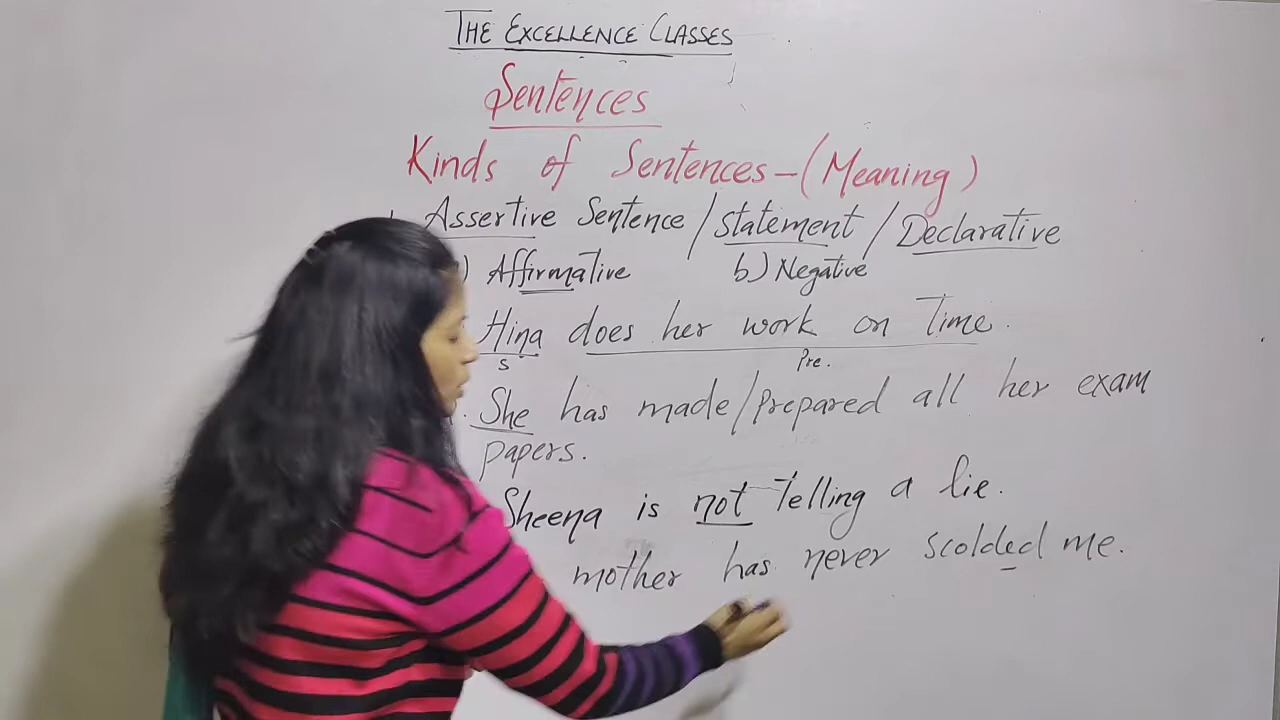 THE EXCELLENCE CLASSES
Sentences
Kinds of Sentences-(Meaning)
Assertive Sentence / Statement / Declarative
) Affirmative b) Negative
Hina does her work on Time.
S Pre.
. She has made/prepared all her exam
papers.
Sheena is not Telling a lie.
mother has never scolded me.